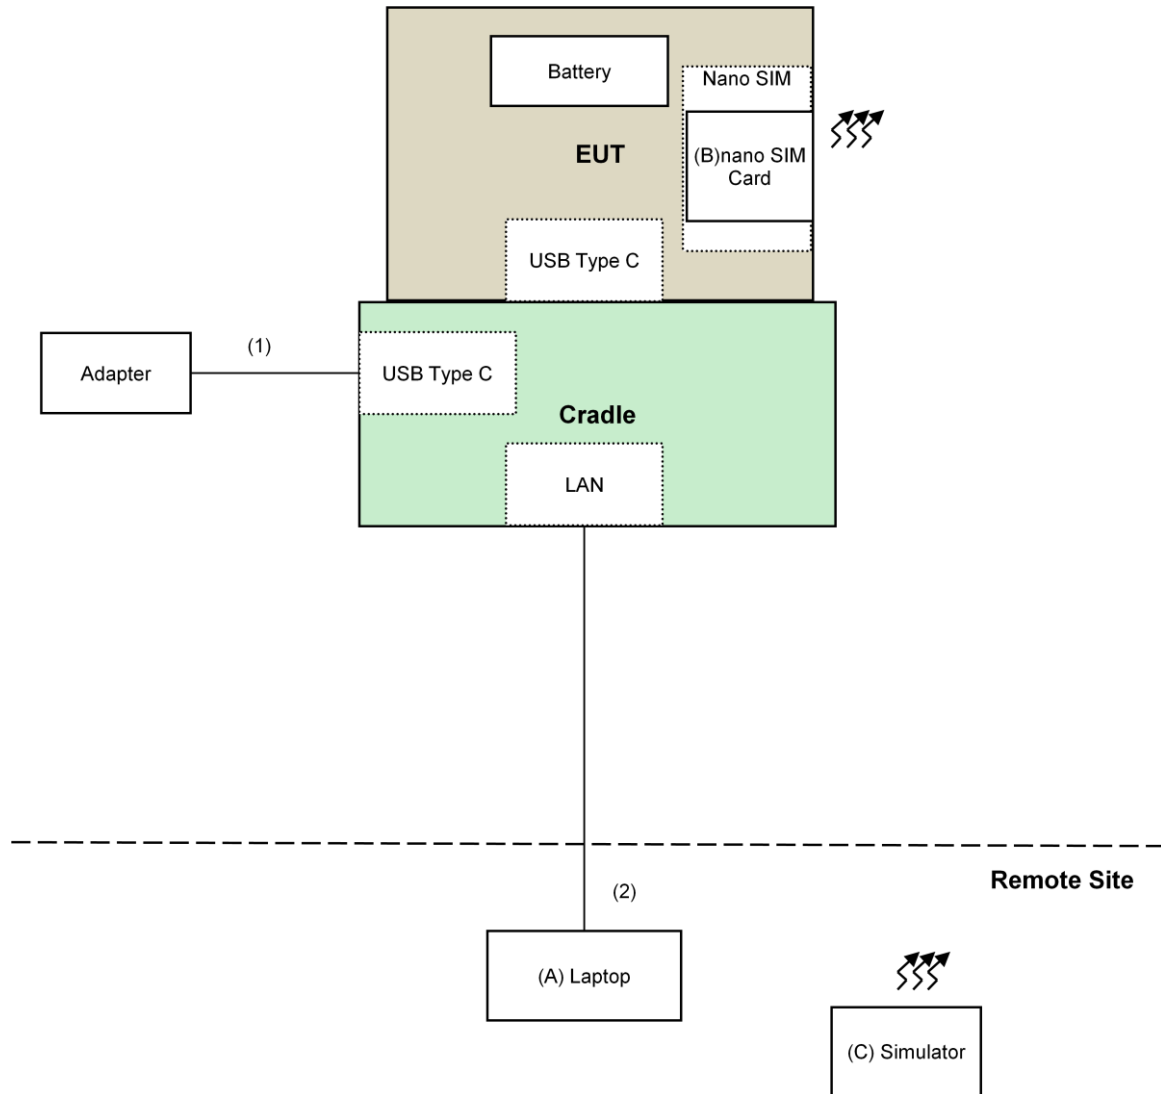 Battery
Nano SIM
(B)nano SIM
Card
EUT
USB Type C
(1)
Adapter
USB Type C
Cradle
LAN
Remote Site
(2)
(A) Laptop
(C) Simulator